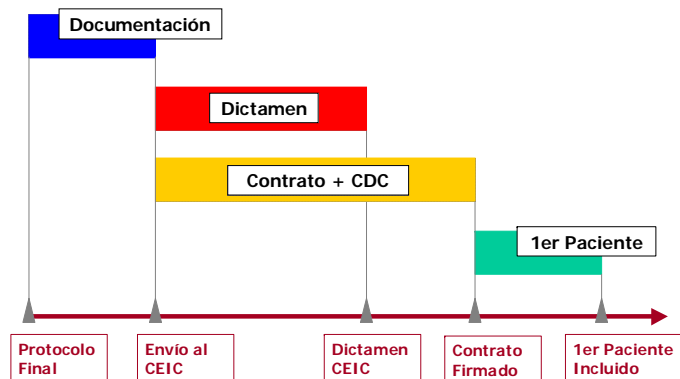 Documentación
Dictamen
Contrato + CDC
1er Paciente
Protocolo
Final
Envío al
CEIC
Dictamen
CEIC
Contrato
Firmado
1er Paciente
Incluido